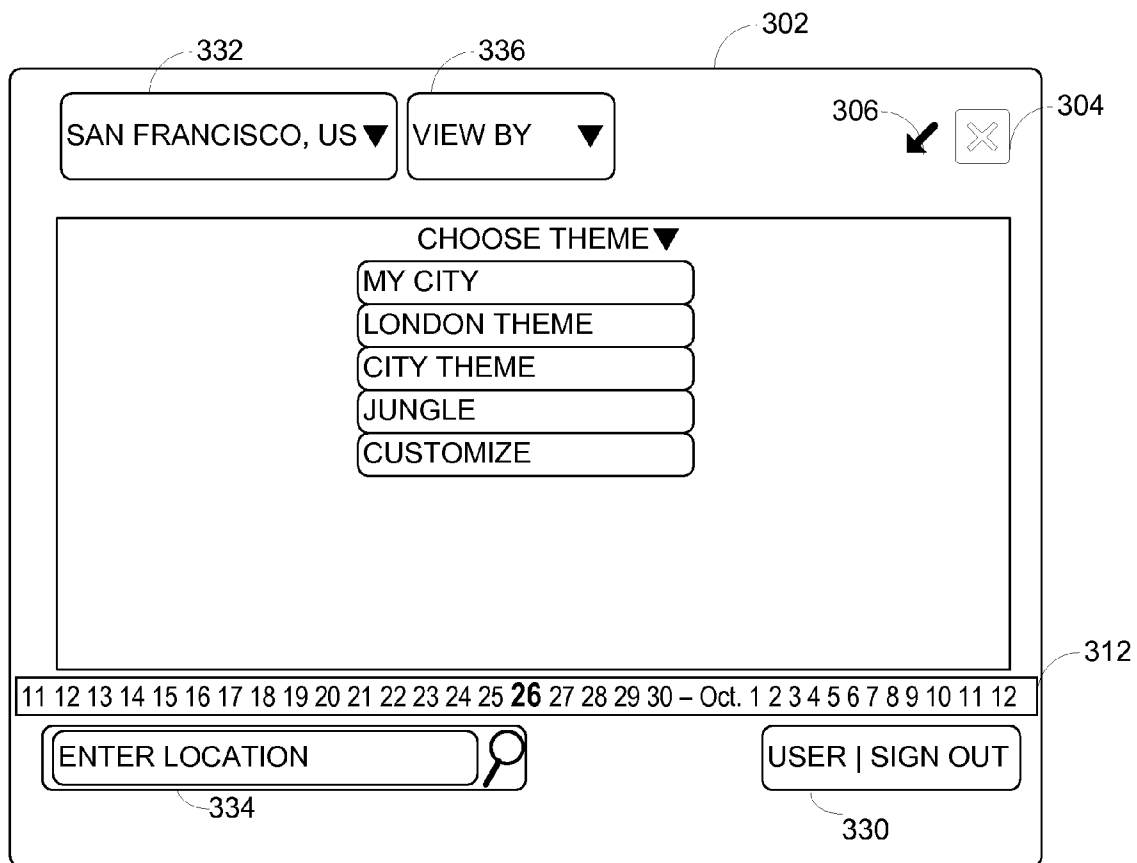 302
332
336
306
304
SAN FRANCISCO, US▼
VIEW BY ▼
CHOOSE THEME▼
MY CITY
LONDON THEME
CITY THEME
JUNGLE
CUSTOMIZE
312
11 12 13 14 15 16 17 18 19 20 21 22 23 24 25 26 27 28 29 30 – Oct. 1 2 3 4 5 6 7 8 9 10 11 12
ENTER LOCATION
USER | SIGN OUT
334
330